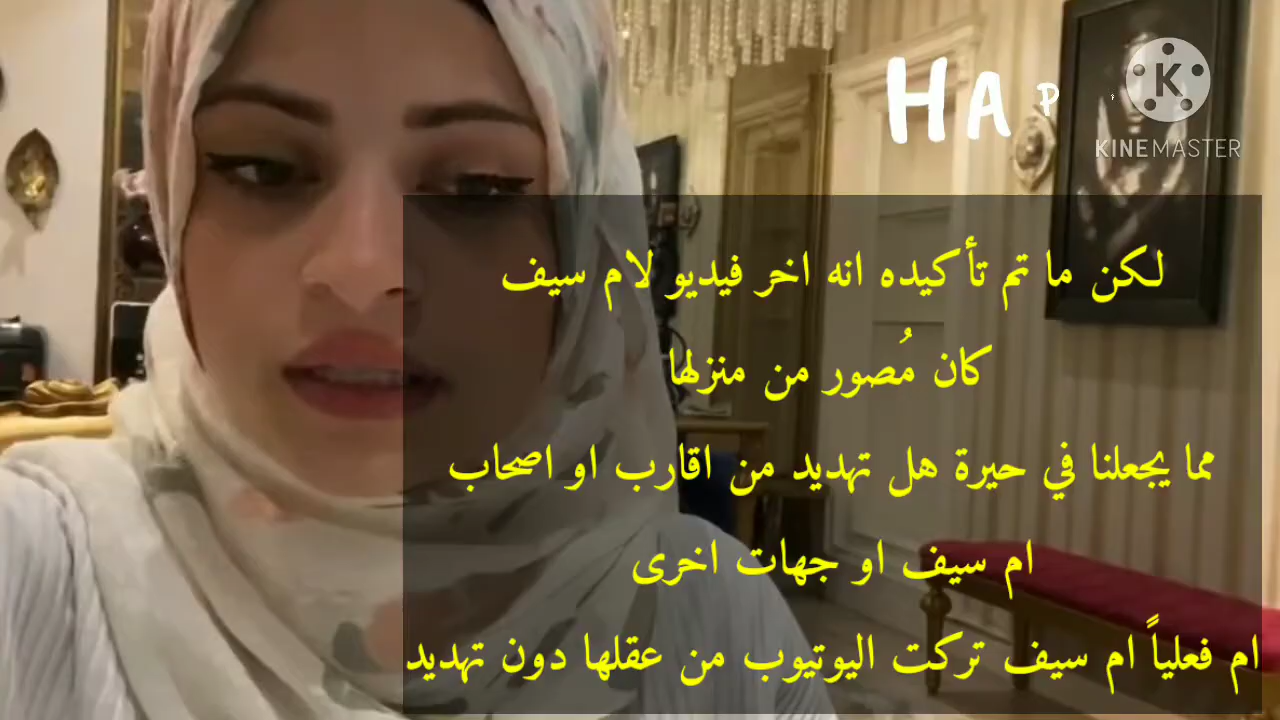 HAP
KINEMASTER
لكن ما تم تأكيده انه اخر فيديو لام سيف
كان مُصور من منزلها
مما يجعلنا في حيرة هل تهديد من اقارب او اصحاب
ام سيف او جهات اخرى
ام فعلياً ام سيف تركت اليوتيوب من عقلها دون تهديد